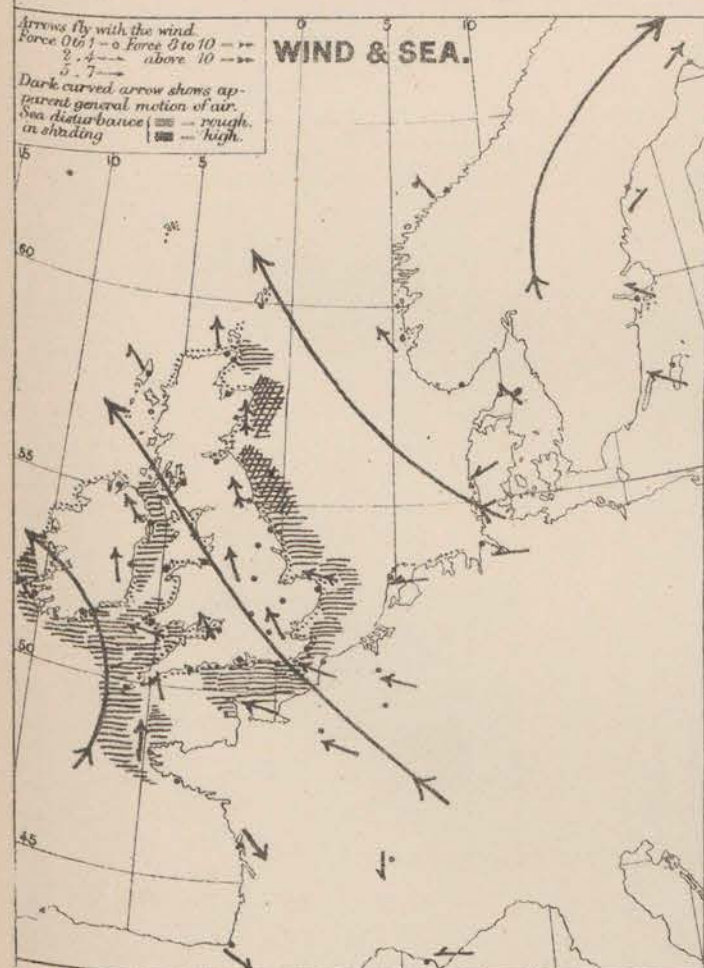 Arrows fly with the wind.
Force 0 to 1 — o Force 8 to 10 —
2 . 4 — above 10 —
5 . 7 —
Dark curved arrow shows ap-
parent general motion of air.
Sea disturbance — rough.
in shading — high.
WIND & SEA.
15 10 5 0 5 10
60
55
50
45